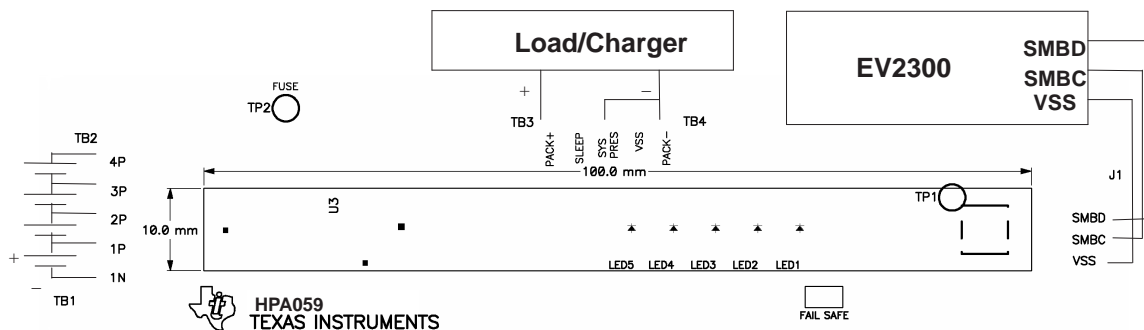 Load/Charger
EV2300
SMBD
SMBC
VSS
+
−
FUSE
TP2
TB3
TB4
PACK+
SLEEP
SYS
PRES
VSS
PACK−
TB2
4P
3P
2P
1P
1N
+
−
TB1
100.0 mm
10.0 mm
U3
TP1
J1
SMBD
SMBC
VSS
LED5 LED4 LED3 LED2 LED1
ti
HPA059
TEXAS INSTRUMENTS
FAIL SAFE